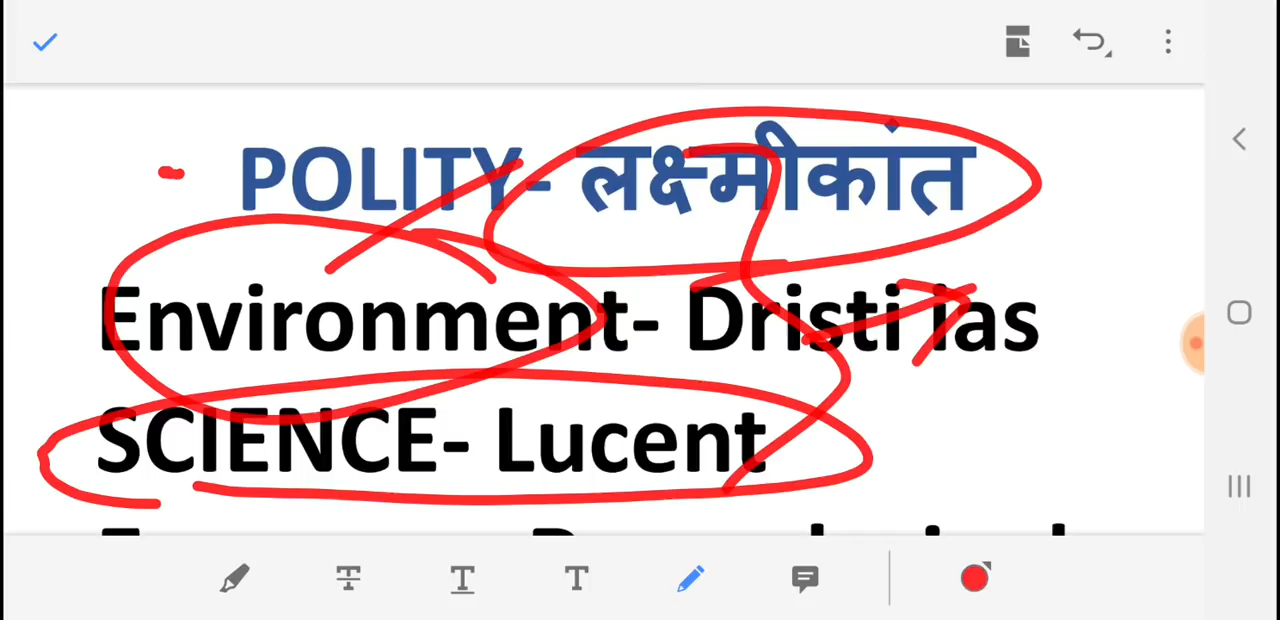 POLITY- लक्ष्मीकांत
Environment- Dristi ias
SCIENCE- Lucent